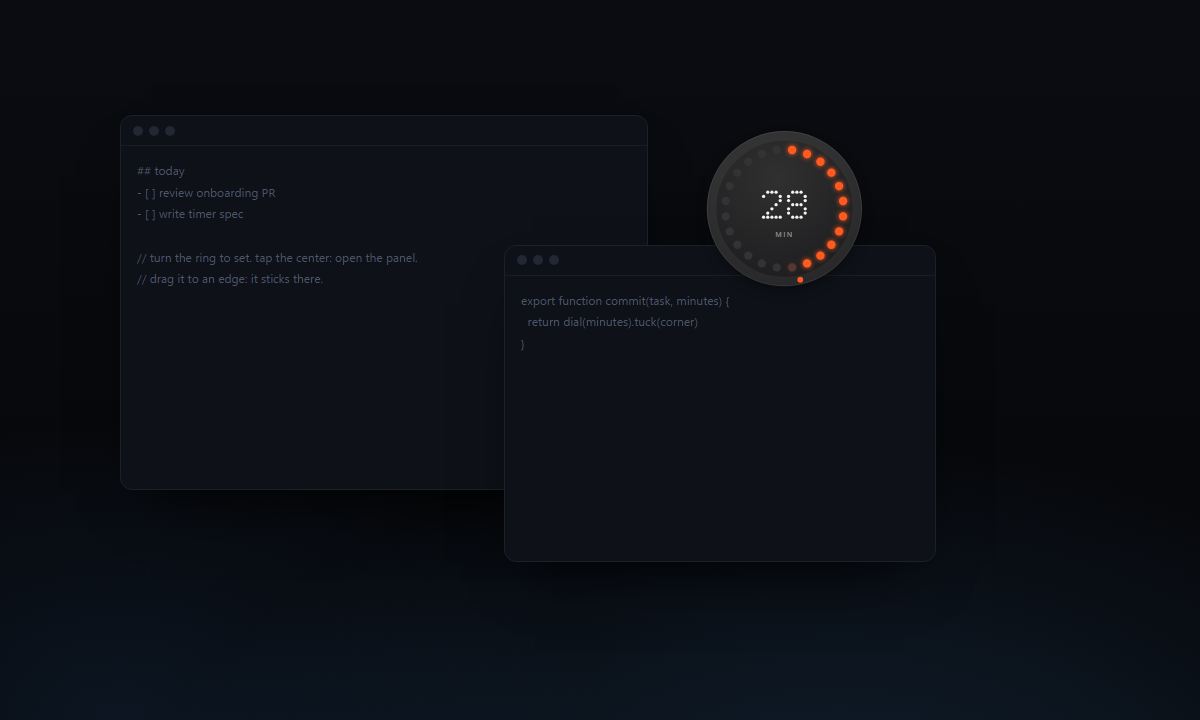 ## today
- [ ] review onboarding PR
- [ ] write timer spec
// turn the ring to set. tap the center: open the panel.
// drag it to an edge: it sticks there.
28
MIN
export function commit(task, minutes) {
  return dial(minutes).tuck(corner)
}